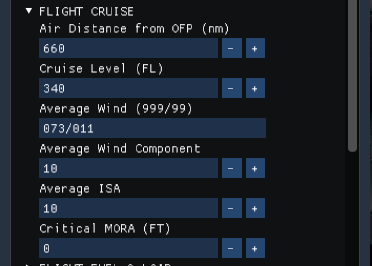 ▼ FLIGHT CRUISE
Air Distance from OFP (nm)
660 - +
Cruise Level (FL)
340 - +
Average Wind (999/99)
073/011
Average Wind Component
10 - +
Average ISA
10 - +
Critical MORA (FT)
0 - +